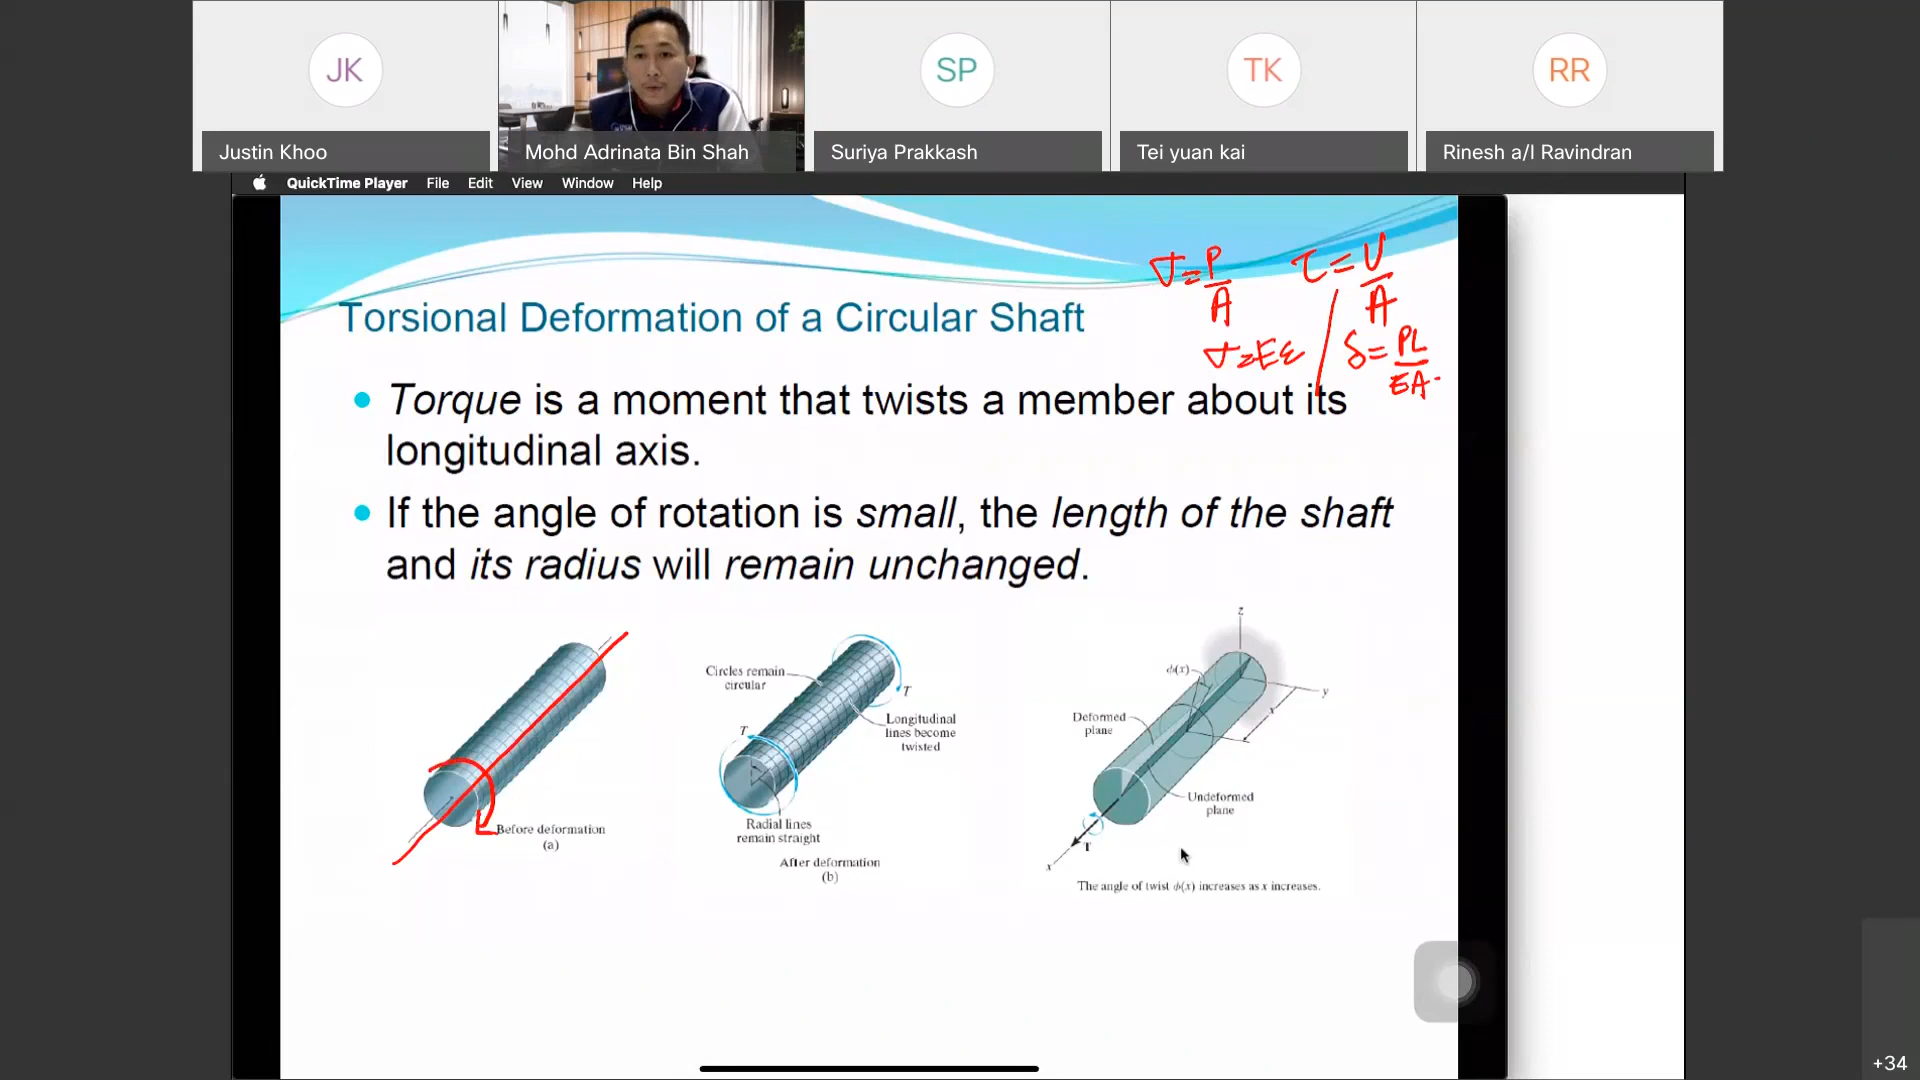 JK
SP
TK
RR
Justin Khoo
Mohd Adrinata Bin Shah
Suriya Prakkash
Tei yuan kai
Rinesh a/l Ravindran
QuickTime Player File Edit View Window Help
σ=P/A τ=V/A
σ=Eε δ=PL/EA
Torsional Deformation of a Circular Shaft
• Torque is a moment that twists a member about its
longitudinal axis.
• If the angle of rotation is small, the length of the shaft
and its radius will remain unchanged.
Before deformation
(a)
Circles remain
circular
T
Longitudinal
lines become
twisted
T
Radial lines
remain straight
After deformation
(b)
z
ϕ(x)
y
x
Deformed
plane
Undeformed
plane
T
x
The angle of twist ϕ(x) increases as x increases.
+34